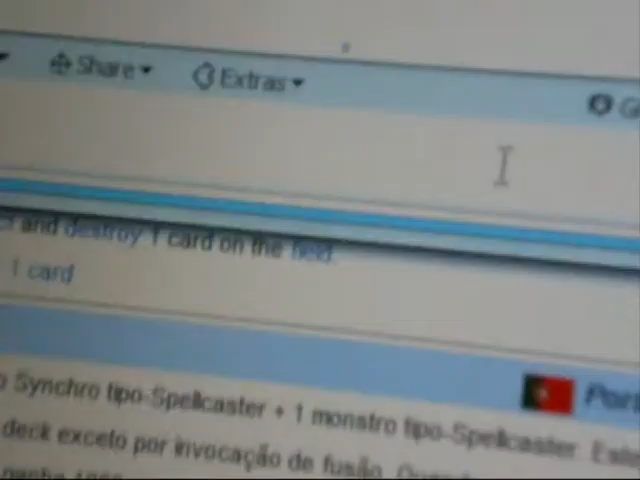 Share Extras G
and destroy 1 card on the field.
1 card
Port
Synchro tipo-Spellcaster + 1 monstro tipo-Spellcaster. Este
deck exceto por invocação de fusão.